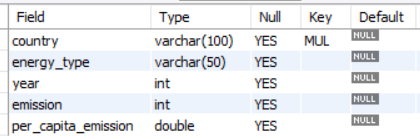 Field Type Null Key Default
country varchar(100) YES MUL NULL
energy_type varchar(50) YES NULL
year int YES NULL
emission int YES NULL
per_capita_emission double YES NULL